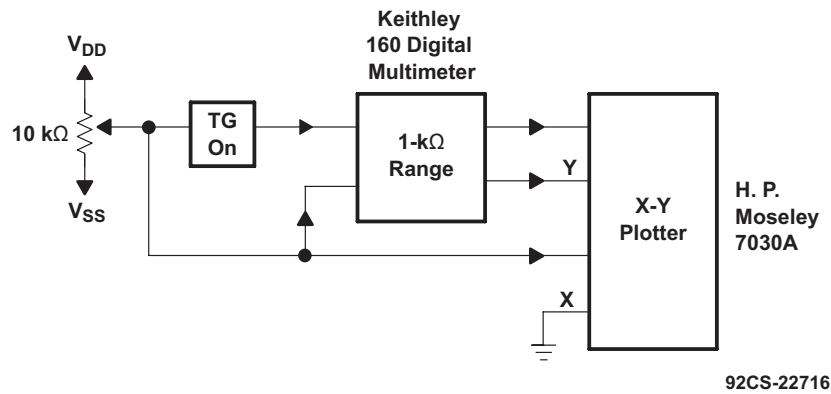 Keithley
160 Digital
Multimeter
VDD
10 kΩ
VSS
TG
On
1-kΩ
Range
Y
X
X-Y
Plotter
H. P.
Moseley
7030A
92CS-22716